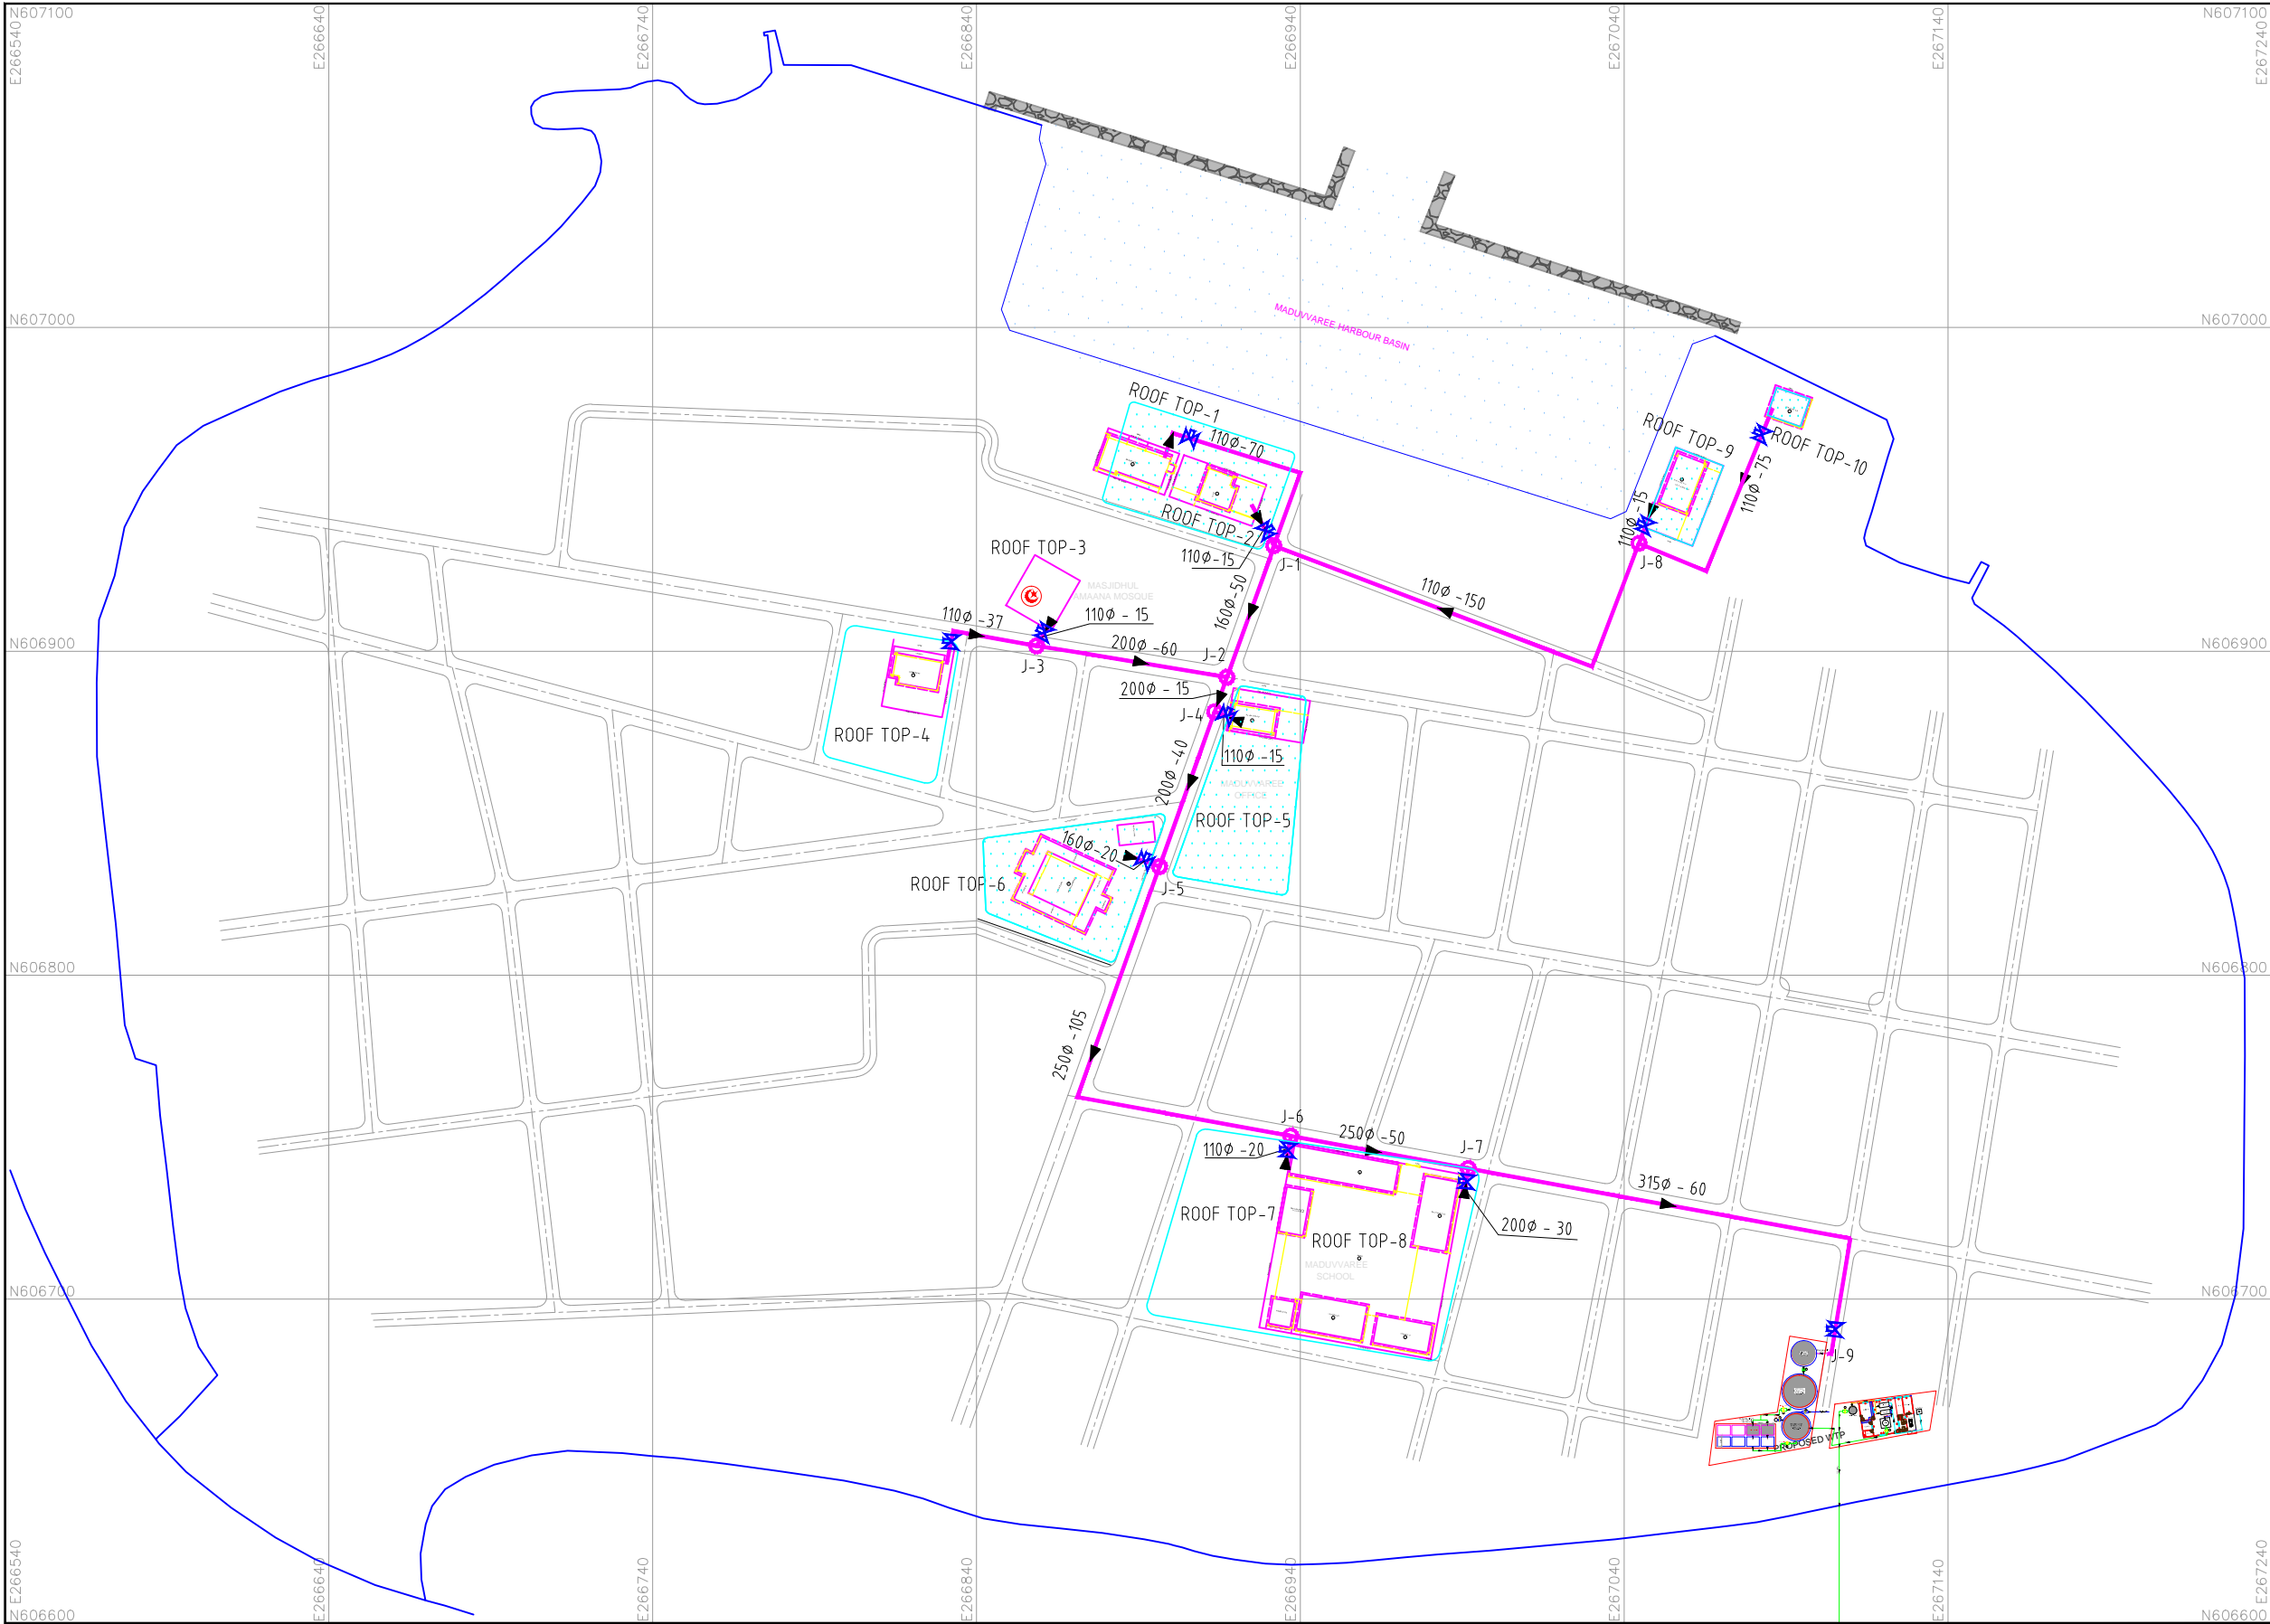 N607100
E266540
E266640
E266740
E266840
E266940
E267040
E267140
N607100
E267240
N607000
MADUVVAREE HARBOUR BASIN
N607000
ROOF TOP-1
110Ø-70
ROOF TOP-2
110Ø-15
J-1
ROOF TOP-9
ROOF TOP-10
110Ø-75
110Ø-15
J-8
110Ø-150
160Ø-50
ROOF TOP-3
MASJIDHUL
AMAANA MOSQUE
110Ø-37
110Ø - 15
200Ø-60
J-3
J-2
N606900
N606900
200Ø - 15
J-4
ROOF TOP-4
110Ø-15
200Ø-40
MADUVVAREE
OFFICE
ROOF TOP-5
160Ø-20
J-5
ROOF TOP-6
N606800
N606800
250Ø -105
J-6
250Ø -50
J-7
110Ø -20
315Ø - 60
ROOF TOP-7
ROOF TOP-8
200Ø - 30
MADUVVAREE
SCHOOL
N606700
N606700
J-9
PROPOSED WTP
E266540
N606600
E266640
E266740
E266840
E266940
E267040
E267140
E267240
N606600